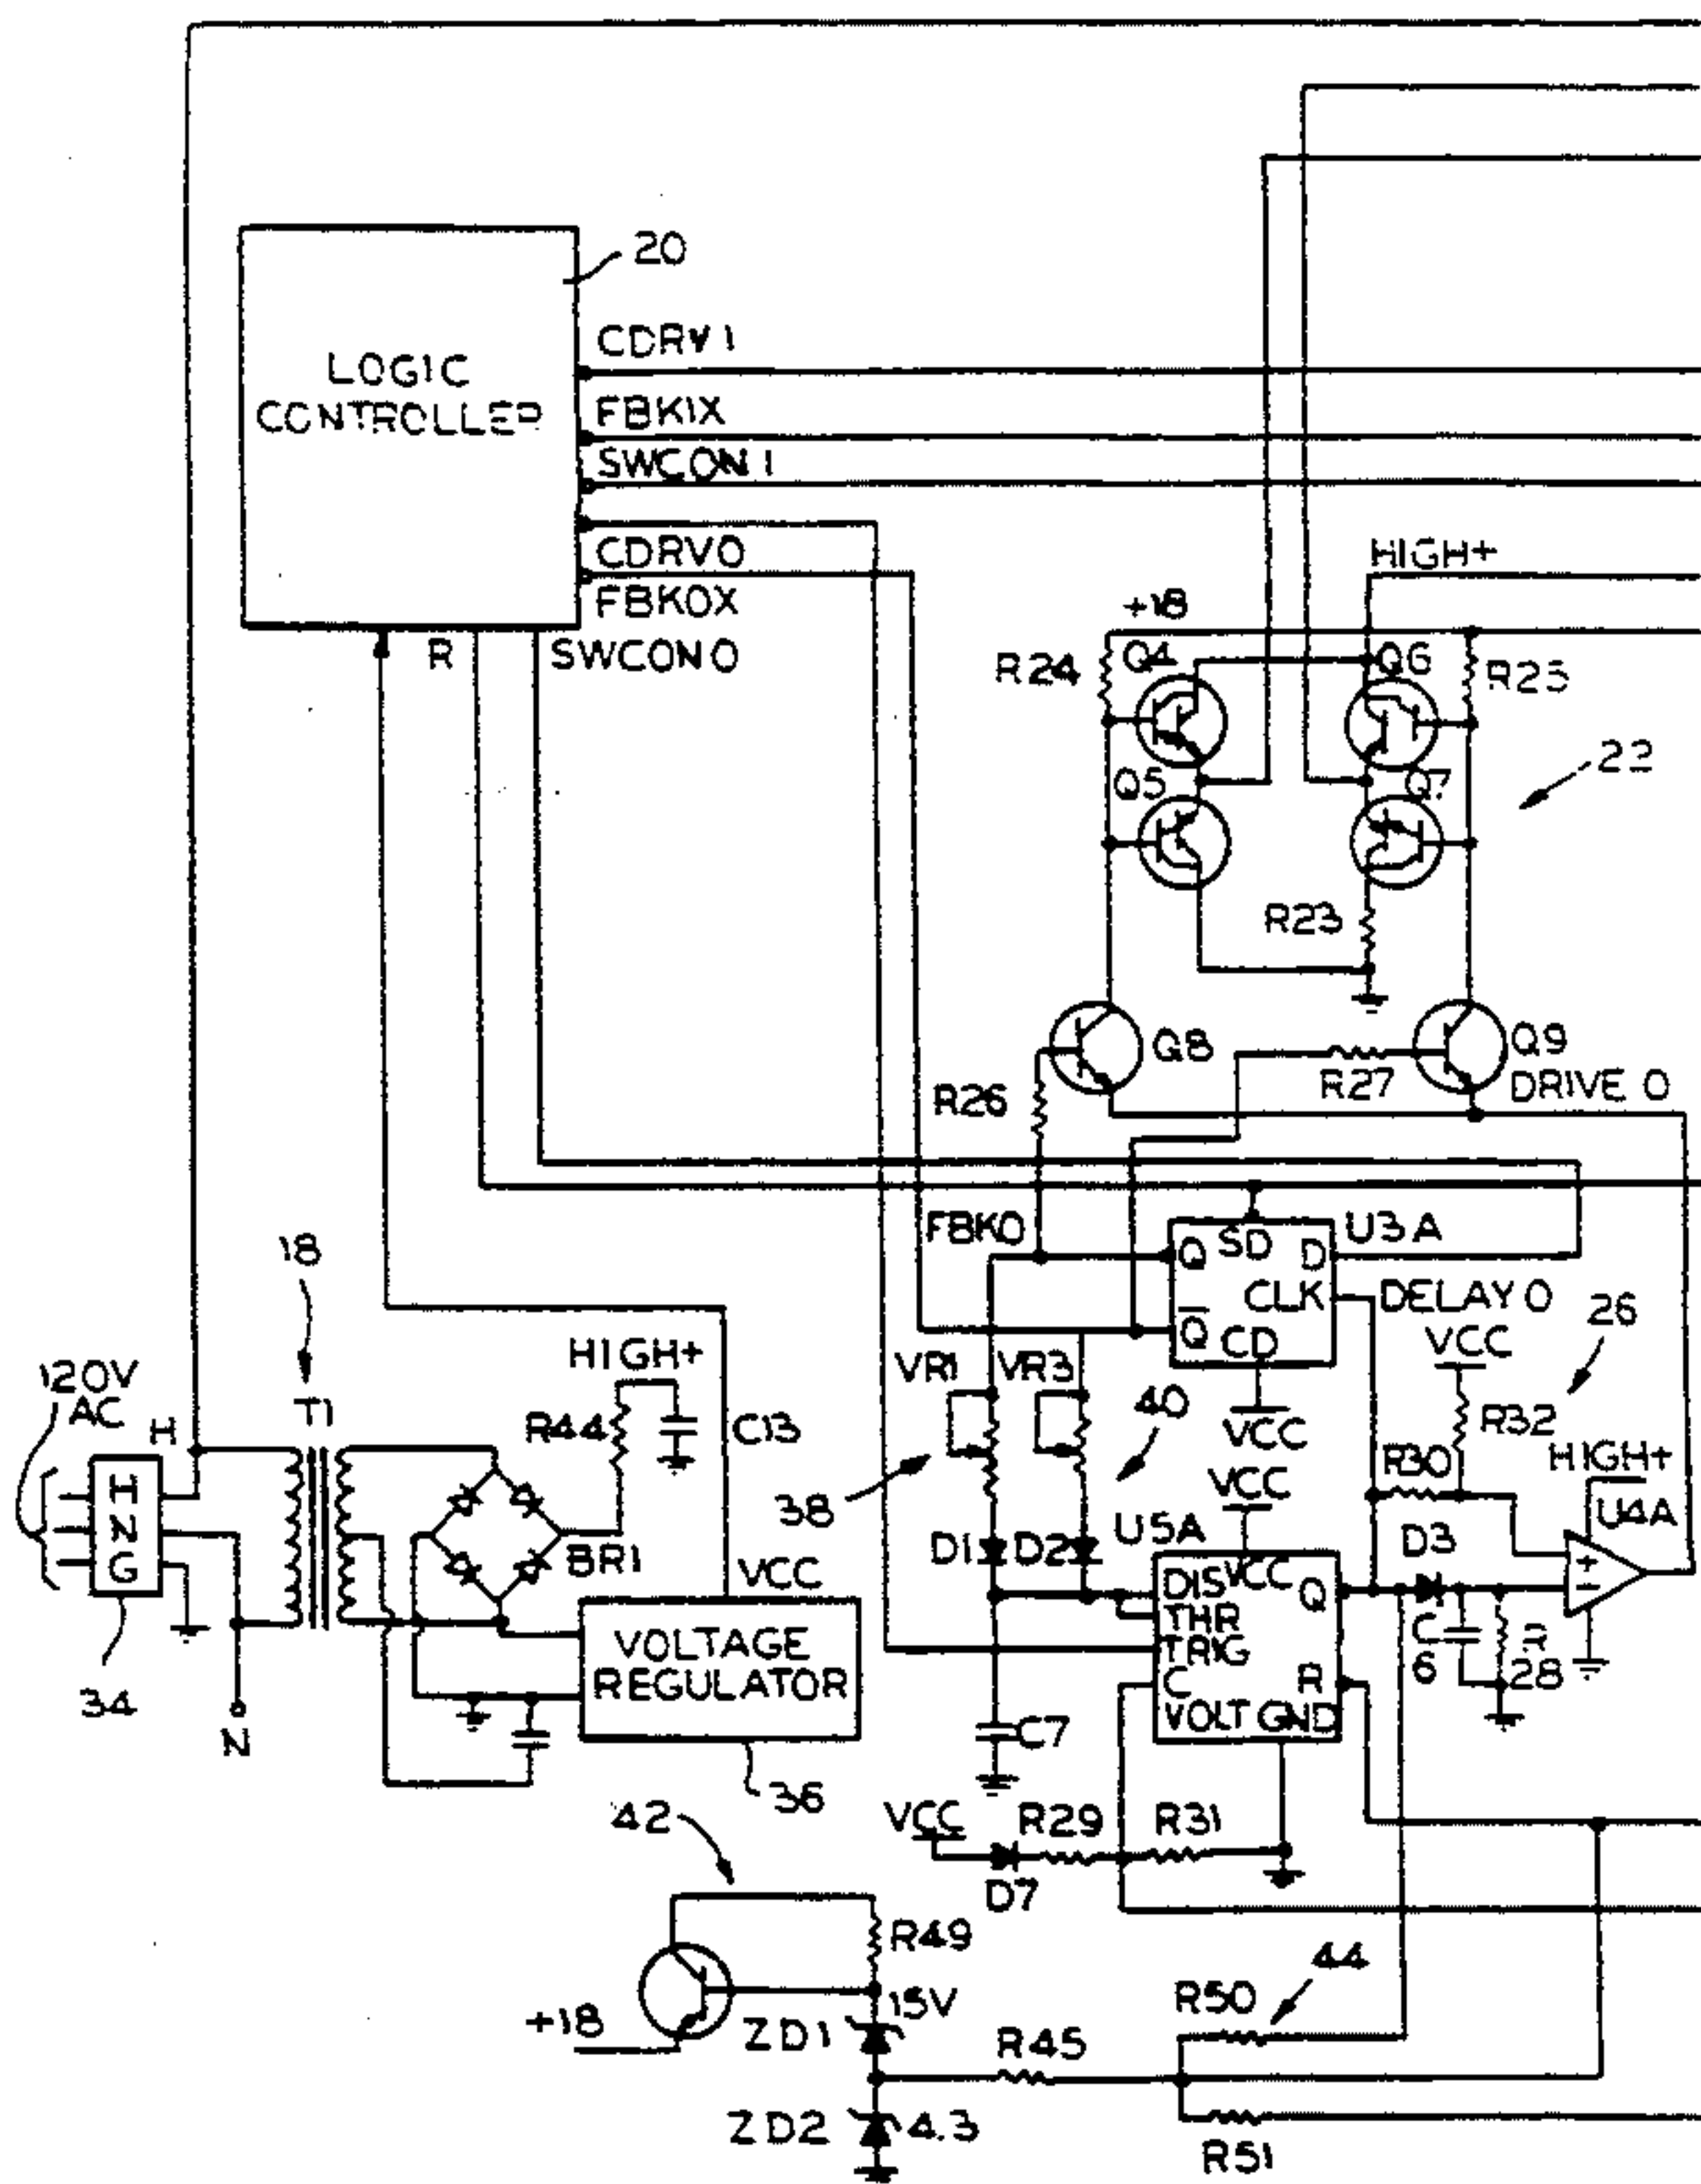 20
LOGIC
CONTROLLER
CDRV1
FBK1X
SWCON1
CDRV0
FBK0X
R
SWCON0
HIGH+
+18
R24
Q4
Q6
R25
Q5
Q7
22
R23
Q8
Q9
R27
DRIVE 0
R26
FBK0
SD
Q
D
U3A
CLK
DELAY 0
Q
CD
VCC
26
18
HIGH+
VR1
VR3
40
VCC
R32
120V
AC
H
T1
R44
C13
38
VCC
R30
HIGH+
H
N
G
BR1
D1
D2
U5A
D3
U4A
+
-
VCC
DIS
VCC
Q
THR
TRIG
C
VOLT
GND
R
C
6
R
28
VOLTAGE
REGULATOR
34
N
36
C7
42
VCC
R29
R31
D7
R49
44
+18
ZD1
15V
R45
R50
ZD2
4.3
R51